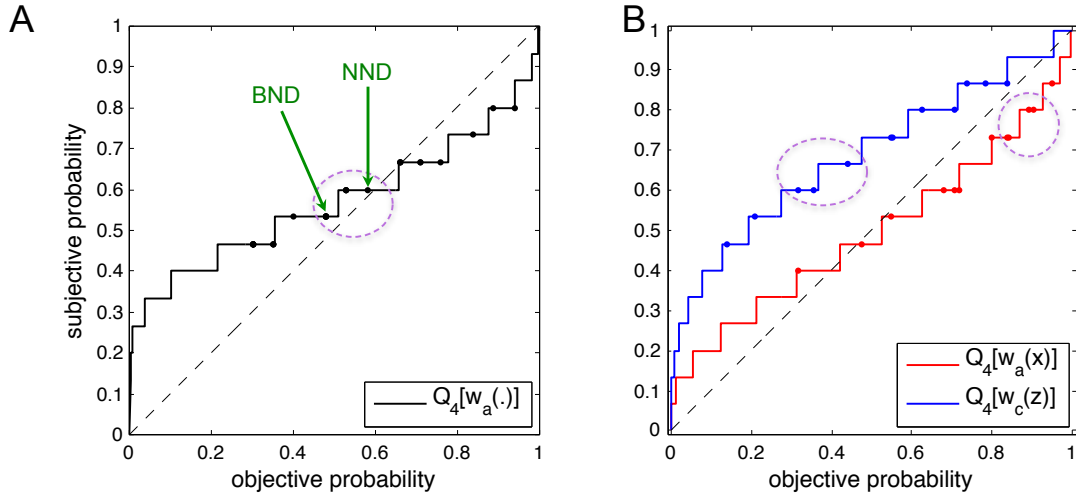 A
1
0.9
0.8
0.7
0.6
0.5
0.4
0.3
0.2
0.1
0
subjective probability
BND
NND
Q4[wa(.)]
0 0.2 0.4 0.6 0.8 1
objective probability
B
1
0.9
0.8
0.7
0.6
0.5
0.4
0.3
0.2
0.1
0
Q4[wa(x)]
Q4[wc(z)]
0 0.2 0.4 0.6 0.8 1
objective probability